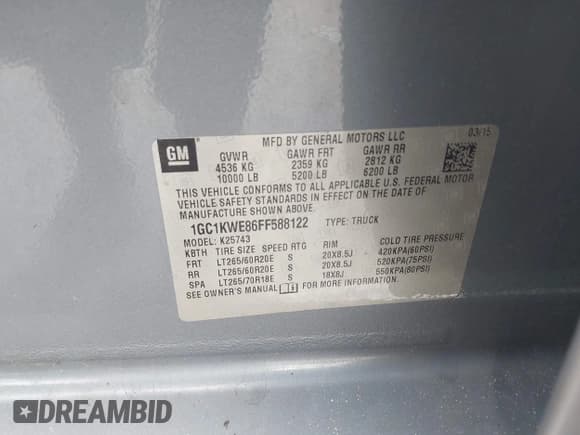 MFD BY GENERAL MOTORS LLC 03/15
GM GVWR GAWR FRT GAWR RR
4536 KG 2359 KG 2812 KG
10000 LB 5200 LB 6200 LB
THIS VEHICLE CONFORMS TO ALL APPLICABLE U.S. FEDERAL MOTOR
VEHICLE SAFETY STANDARDS IN EFFECT ON THE DATE OF
MANUFACTURE SHOWN ABOVE.
1GC1KWE86FF588122 TYPE: TRUCK
MODEL: K25743
KBTH TIRE SIZE SPEED RTG RIM COLD TIRE PRESSURE
FRT LT265/60R20E S 20X8.5J 420KPA(60PSI)
RR LT265/60R20E S 20X8.5J 520KPA(75PSI)
SPA LT265/70R18E S 18X8J 550KPA(80PSI)
SEE OWNER'S MANUAL FOR MORE INFORMATION.
DREAMBID